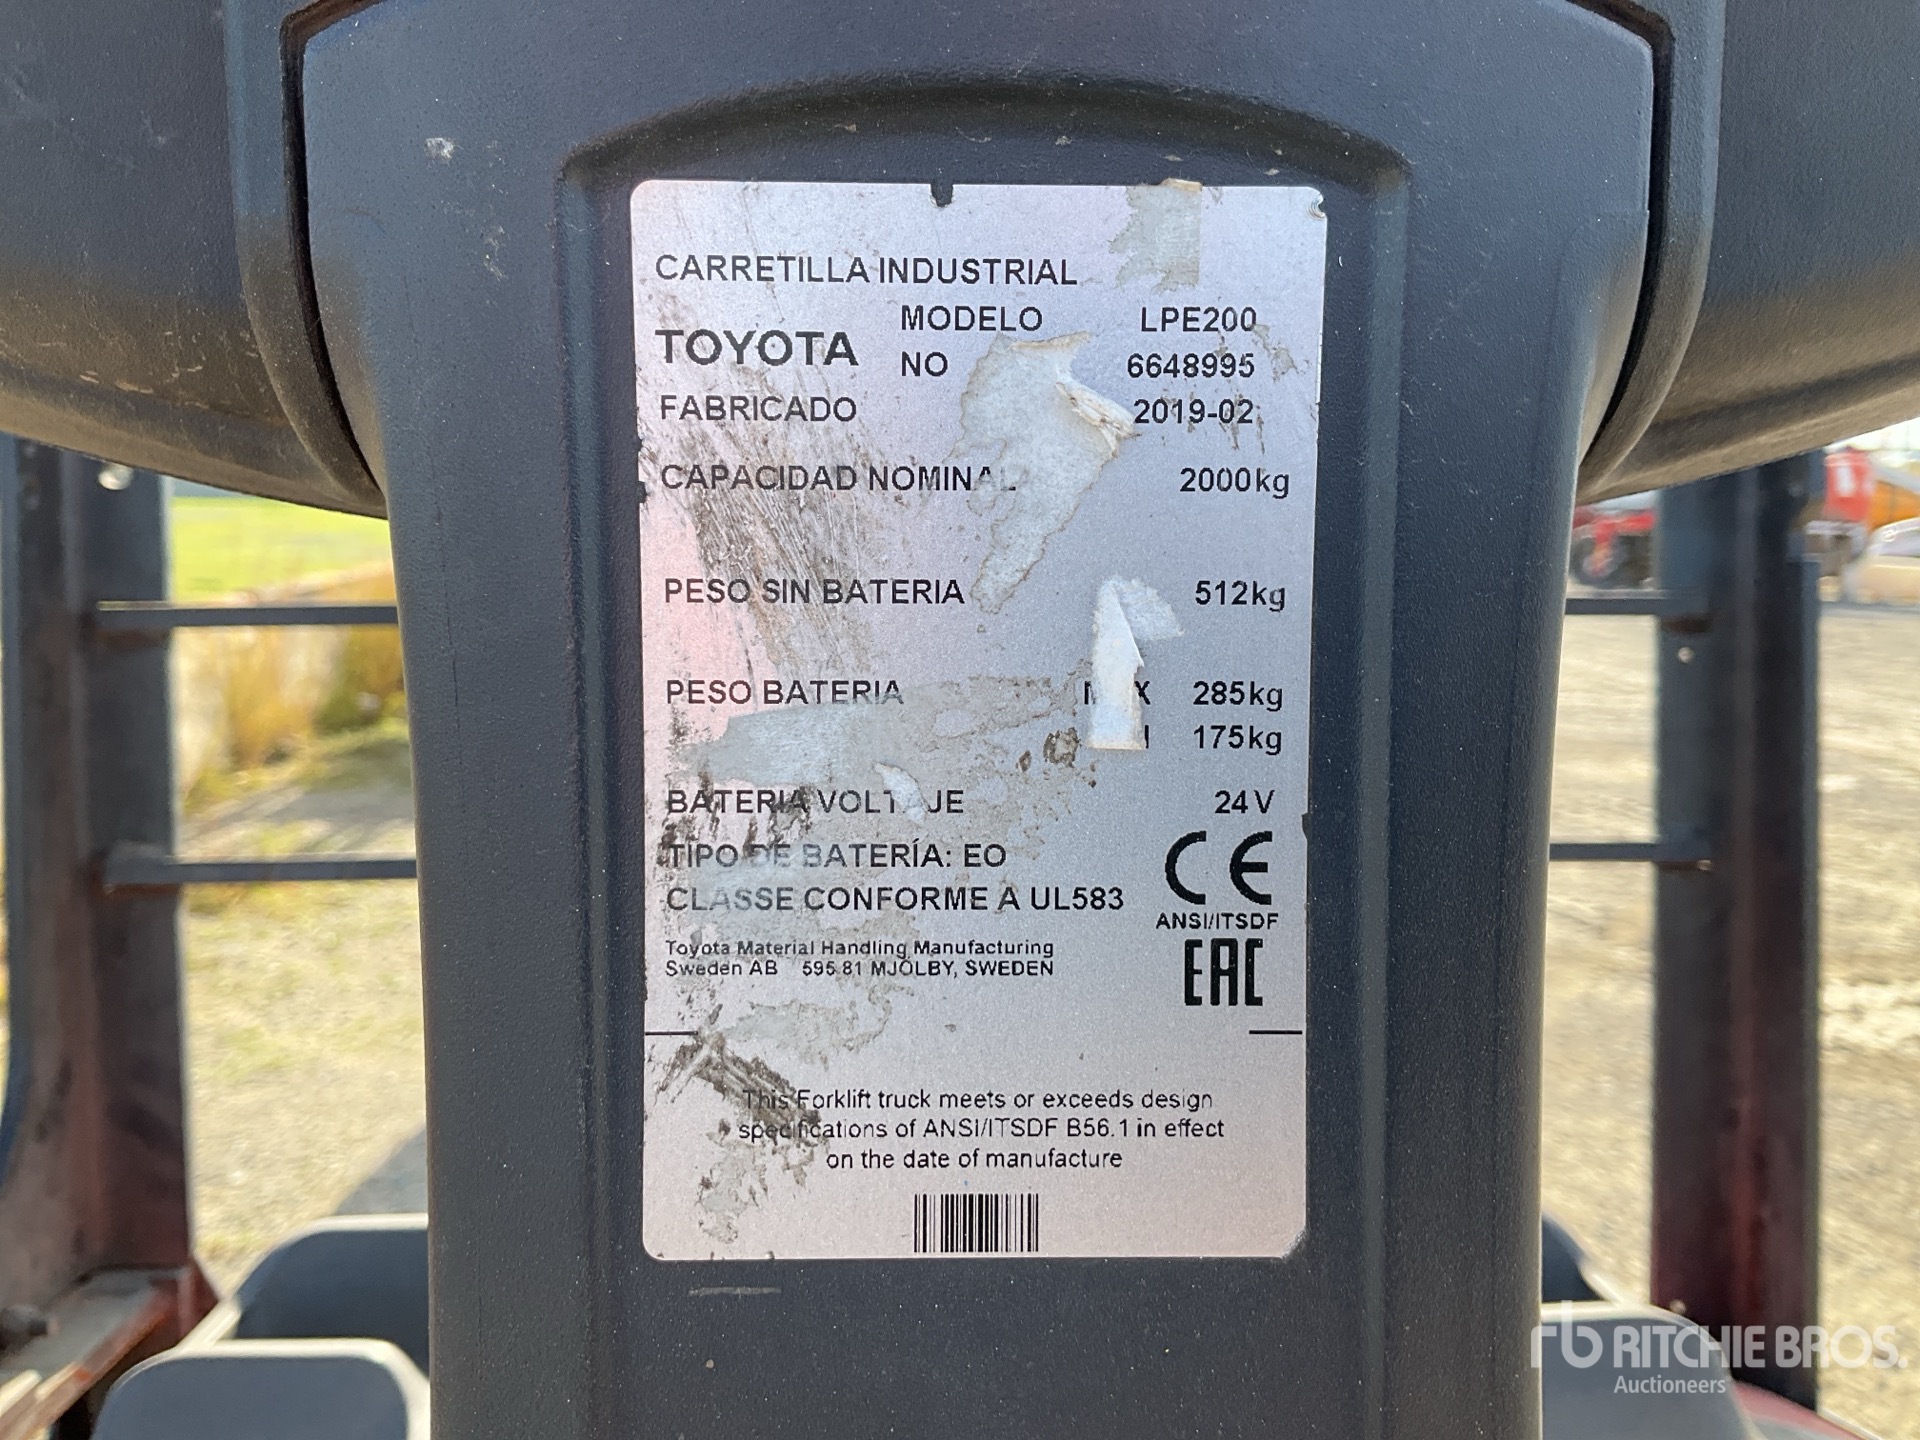 CARRETILLA INDUSTRIAL
TOYOTA MODELO LPE200
NO 6648995
FABRICADO 2019-02
CAPACIDAD NOMINAL 2000kg
PESO SIN BATERIA 512kg
PESO BATERIA 285kg
175kg
BATERIA VOLTAJE 24V
TIPO DE BATERÍA: EO
CLASSE CONFORME A UL583
CE
ANSI/ITSDF
EAC
Toyota Material Handling Manufacturing
Sweden AB 595 81 MJÖLBY, SWEDEN
This Forklift truck meets or exceeds design
specifications of ANSI/ITSDF B56.1 in effect
on the date of manufacture
rb RITCHIE BROS.
Auctioneers